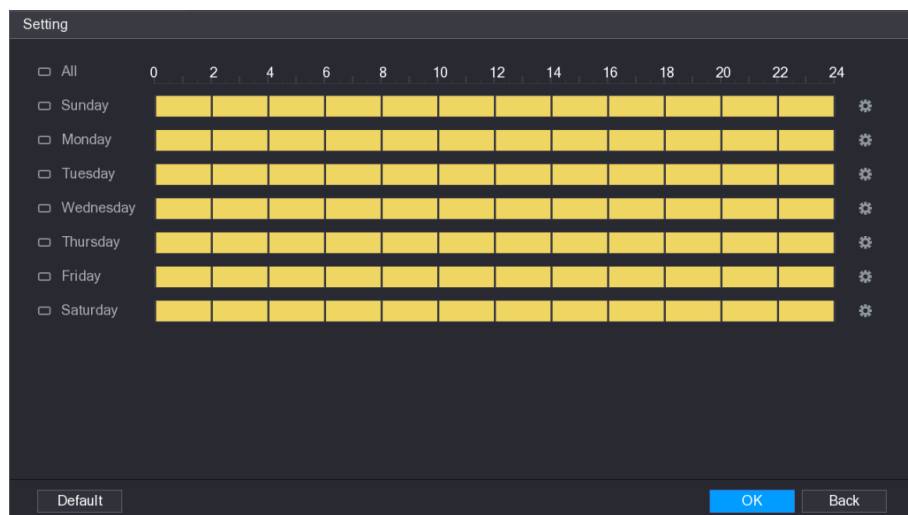 Setting
All 0 2 4 6 8 10 12 14 16 18 20 22 24
Sunday
Monday
Tuesday
Wednesday
Thursday
Friday
Saturday
Default OK Back